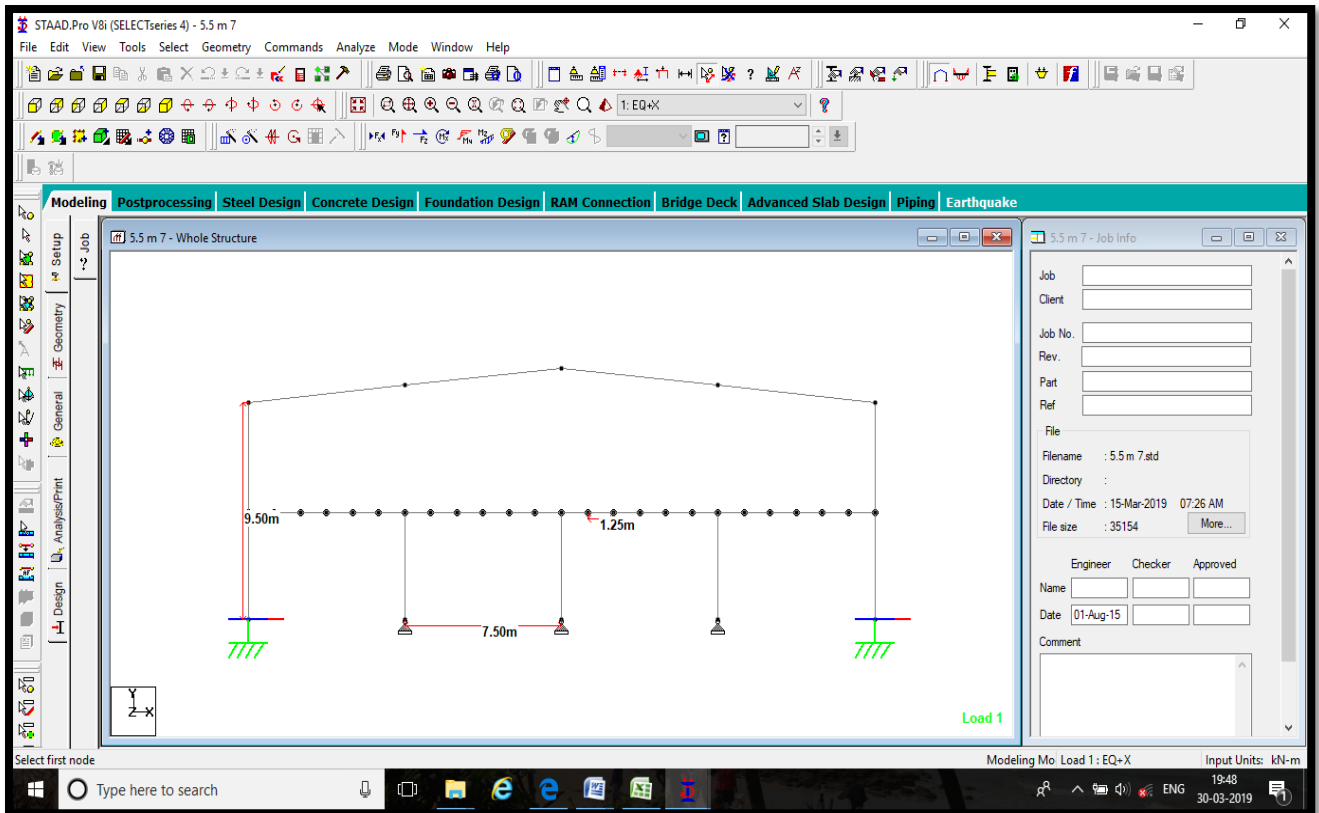 STAAD.Pro V8i (SELECTseries 4) - 5.5 m 7
File Edit View Tools Select Geometry Commands Analyze Mode Window Help
1: EQ+X
Modeling Postprocessing Steel Design Concrete Design Foundation Design RAM Connection Bridge Deck Advanced Slab Design Piping Earthquake
Setup
Geometry
General
Analysis/Print
Design
Job
5.5 m 7 - Whole Structure
9.50m
1.25m
7.50m
Y
Z X
Load 1
5.5 m 7 - Job Info
Job
Client
Job No.
Rev.
Part
Ref
File
Filename : 5.5 m 7.std
Directory :
Date / Time : 15-Mar-2019 07:26 AM
File size : 35154 More...
Engineer Checker Approved
Name
Date 01-Aug-15
Comment
Select first node
Modeling Mo Load 1 : EQ+X Input Units: kN-m
Type here to search
ENG
19:48
30-03-2019